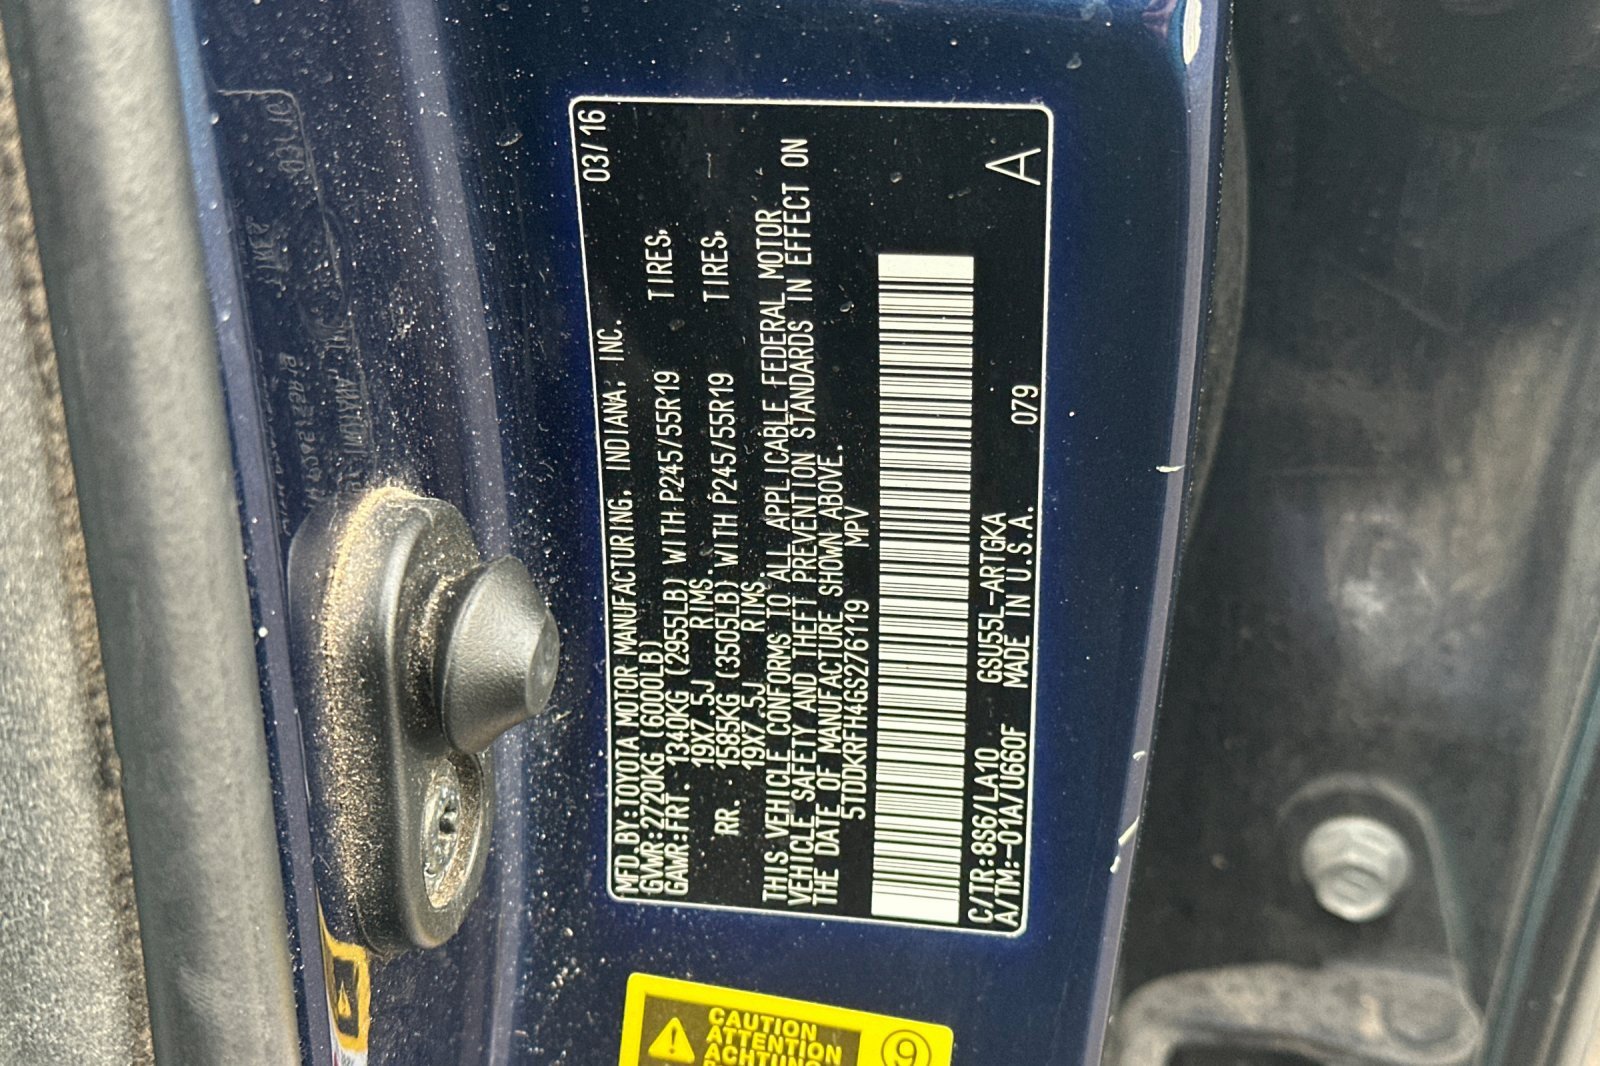 MFD.BY:TOYOTA MOTOR MANUFACTURING, INDIANA, INC. 03/16
GVWR:2720KG (6000LB)
GAWR:FRT. 1340KG (2955LB) WITH P245/55R19 TIRES,
19X7.5J RIMS.
RR. 1585KG (3505LB) WITH P245/55R19 TIRES,
19X7.5J RIMS.
THIS VEHICLE CONFORMS TO ALL APPLICABLE FEDERAL MOTOR
VEHICLE SAFETY AND THEFT PREVENTION STANDARDS IN EFFECT ON
THE DATE OF MANUFACTURE SHOWN ABOVE.
5TDDKRFH4GS276119 MPV
C/TR:8S6/LA10 GSU55L-ARTGKA
A/TM:-01A/U660F MADE IN U.S.A. 079 A
CAUTION
ATTENTION
ACHTUNG
9